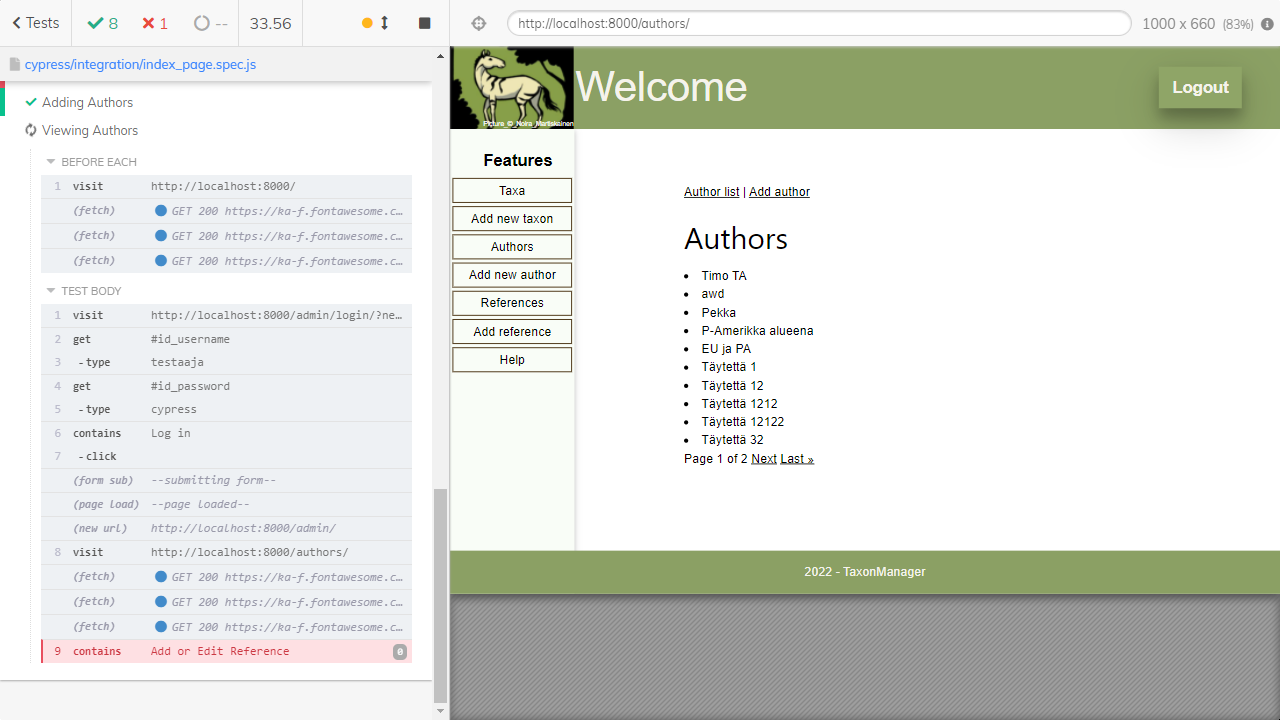 Tests
8
1
--
33.56
http://localhost:8000/authors/
1000 x 660 (83%)
cypress/integration/index_page.spec.js
Adding Authors
Viewing Authors
BEFORE EACH
1 visit http://localhost:8000/
(fetch) GET 200 https://ka-f.fontawesome.c…
(fetch) GET 200 https://ka-f.fontawesome.c…
(fetch) GET 200 https://ka-f.fontawesome.c…
TEST BODY
1 visit http://localhost:8000/admin/login/?ne…
2 get #id_username
3 -type testaaja
4 get #id_password
5 -type cypress
6 contains Log in
7 -click
(form sub) --submitting form--
(page load) --page loaded--
(new url) http://localhost:8000/admin/
8 visit http://localhost:8000/authors/
(fetch) GET 200 https://ka-f.fontawesome.c…
(fetch) GET 200 https://ka-f.fontawesome.c…
(fetch) GET 200 https://ka-f.fontawesome.c…
9 contains Add or Edit Reference 0
Picture © Noira Martiskainen
Welcome
Logout
Features
Taxa
Add new taxon
Authors
Add new author
References
Add reference
Help
Author list | Add author
Authors
Timo TA
awd
Pekka
P-Amerikka alueena
EU ja PA
Täytettä 1
Täytettä 12
Täytettä 1212
Täytettä 12122
Täytettä 32
Page 1 of 2 Next Last »
2022 - TaxonManager